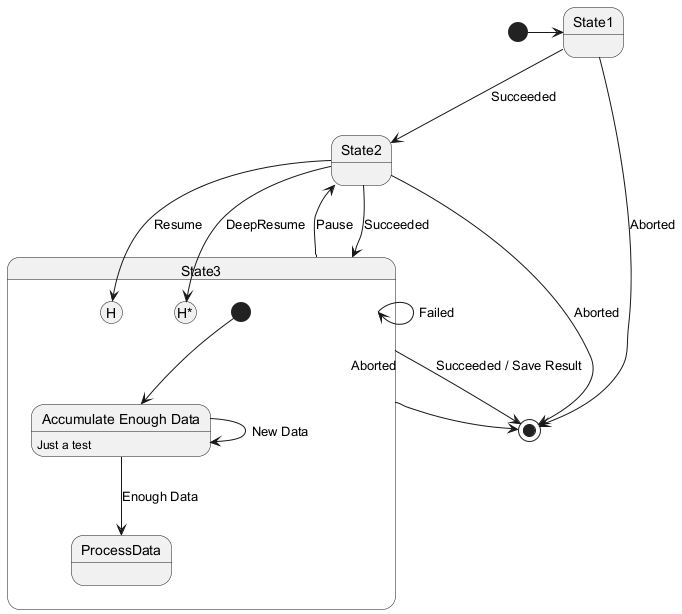 State1
Succeeded
State2
Resume
DeepResume
Pause
Succeeded
Aborted
State3
H
H*
Failed
Aborted
Aborted
Succeeded / Save Result
Accumulate Enough Data
Just a test
New Data
Enough Data
ProcessData